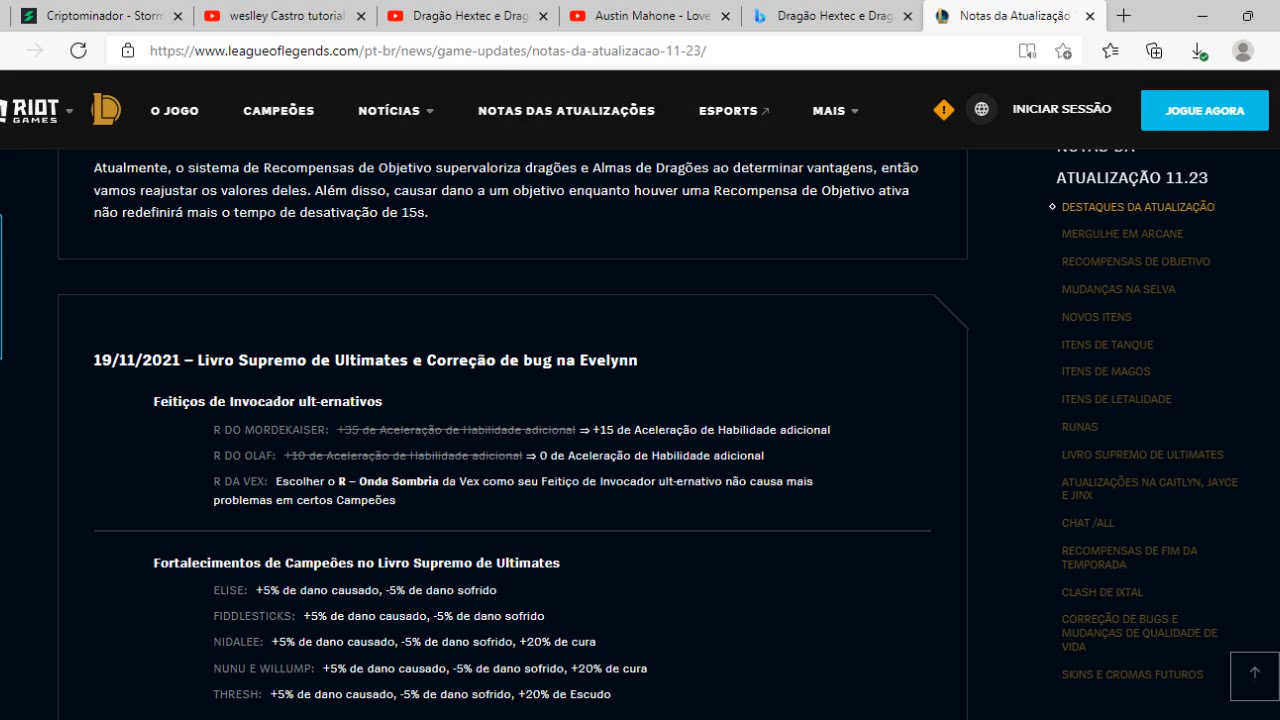 Criptominador - Storm
weslley Castro tutorial
Dragão Hextec e Drag
Austin Mahone - Love
Dragão Hextec e Drag
Notas da Atualização
https://www.leagueoflegends.com/pt-br/news/game-updates/notas-da-atualizacao-11-23/
RIOT GAMES
O JOGO
CAMPEÕES
NOTÍCIAS
NOTAS DAS ATUALIZAÇÕES
ESPORTS
MAIS
INICIAR SESSÃO
JOGUE AGORA
Atualmente, o sistema de Recompensas de Objetivo supervaloriza dragões e Almas de Dragões ao determinar vantagens, então
vamos reajustar os valores deles. Além disso, causar dano a um objetivo enquanto houver uma Recompensa de Objetivo ativa
não redefinirá mais o tempo de desativação de 15s.
19/11/2021 – Livro Supremo de Ultimates e Correção de bug na Evelynn
Feitiços de Invocador ult-ernativos
R DO MORDEKAISER: +35 de Aceleração de Habilidade adicional ⇒ +15 de Aceleração de Habilidade adicional
R DO OLAF: +10 de Aceleração de Habilidade adicional ⇒ 0 de Aceleração de Habilidade adicional
R DA VEX: Escolher o R – Onda Sombria da Vex como seu Feitiço de Invocador ult-ernativo não causa mais
problemas em certos Campeões
Fortalecimentos de Campeões no Livro Supremo de Ultimates
ELISE: +5% de dano causado, -5% de dano sofrido
FIDDLESTICKS: +5% de dano causado, -5% de dano sofrido
NIDALEE: +5% de dano causado, -5% de dano sofrido, +20% de cura
NUNU E WILLUMP: +5% de dano causado, -5% de dano sofrido, +20% de cura
THRESH: +5% de dano causado, -5% de dano sofrido, +20% de Escudo
NOTAS DA
ATUALIZAÇÃO 11.23
DESTAQUES DA ATUALIZAÇÃO
MERGULHE EM ARCANE
RECOMPENSAS DE OBJETIVO
MUDANÇAS NA SELVA
NOVOS ITENS
ITENS DE TANQUE
ITENS DE MAGOS
ITENS DE LETALIDADE
RUNAS
LIVRO SUPREMO DE ULTIMATES
ATUALIZAÇÕES NA CAITLYN, JAYCE
E JINX
CHAT /ALL
RECOMPENSAS DE FIM DA
TEMPORADA
CLASH DE IXTAL
CORREÇÃO DE BUGS E
MUDANÇAS DE QUALIDADE DE
VIDA
SKINS E CROMAS FUTUROS